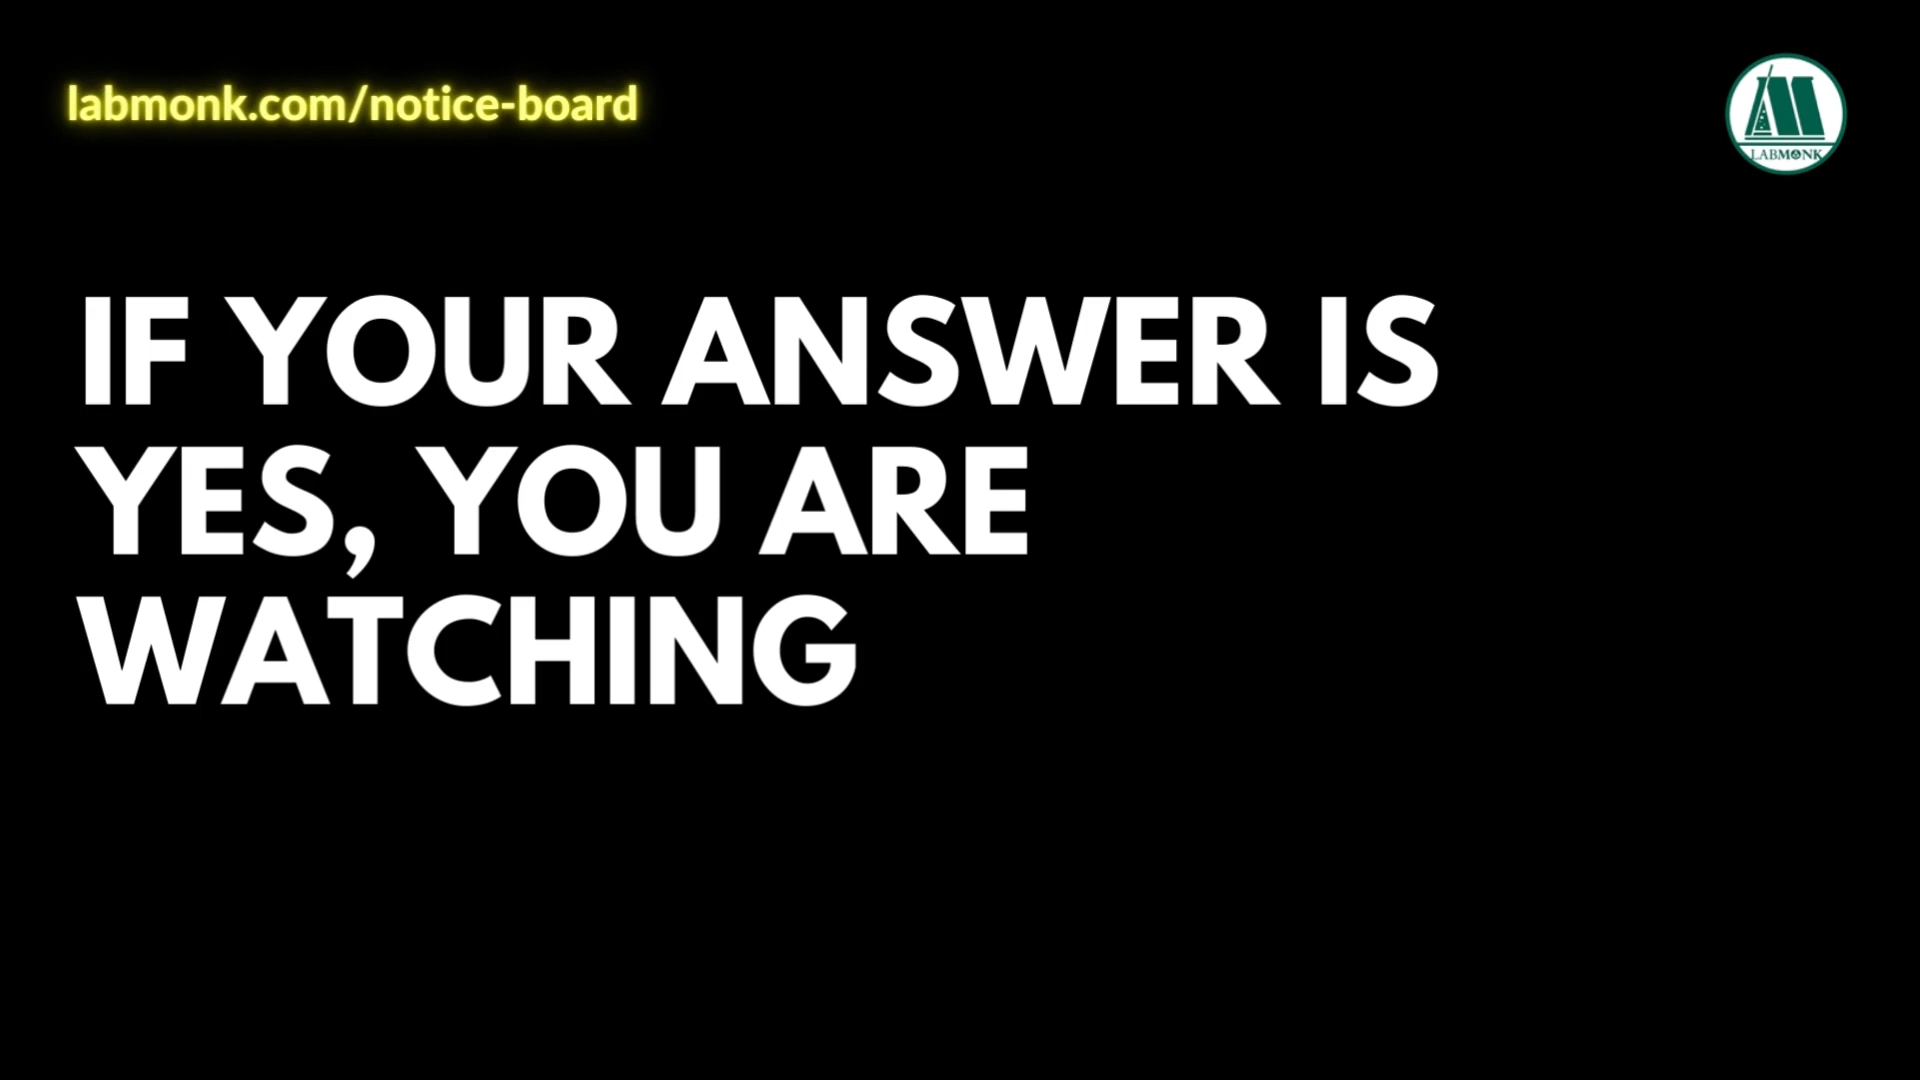 labmonk.com/notice-board
LABMONK
IF YOUR ANSWER IS
YES, YOU ARE
WATCHING